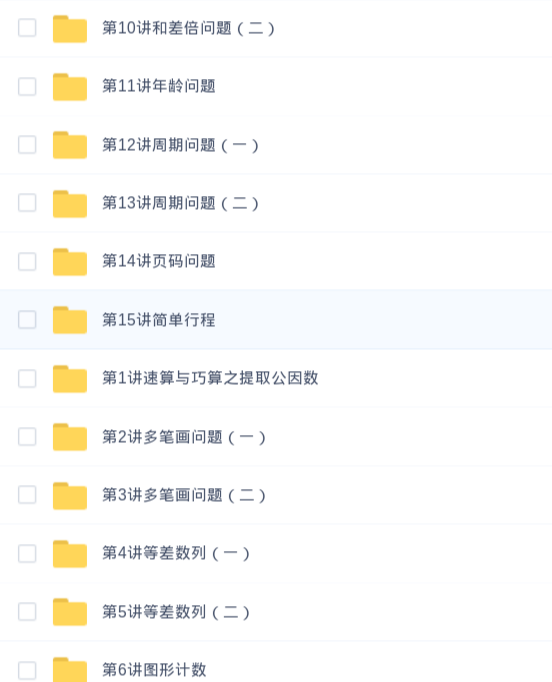 第10讲和差倍问题（二）
第11讲年龄问题
第12讲周期问题（一）
第13讲周期问题（二）
第14讲页码问题
第15讲简单行程
第1讲速算与巧算之提取公因数
第2讲多笔画问题（一）
第3讲多笔画问题（二）
第4讲等差数列（一）
第5讲等差数列（二）
第6讲图形计数